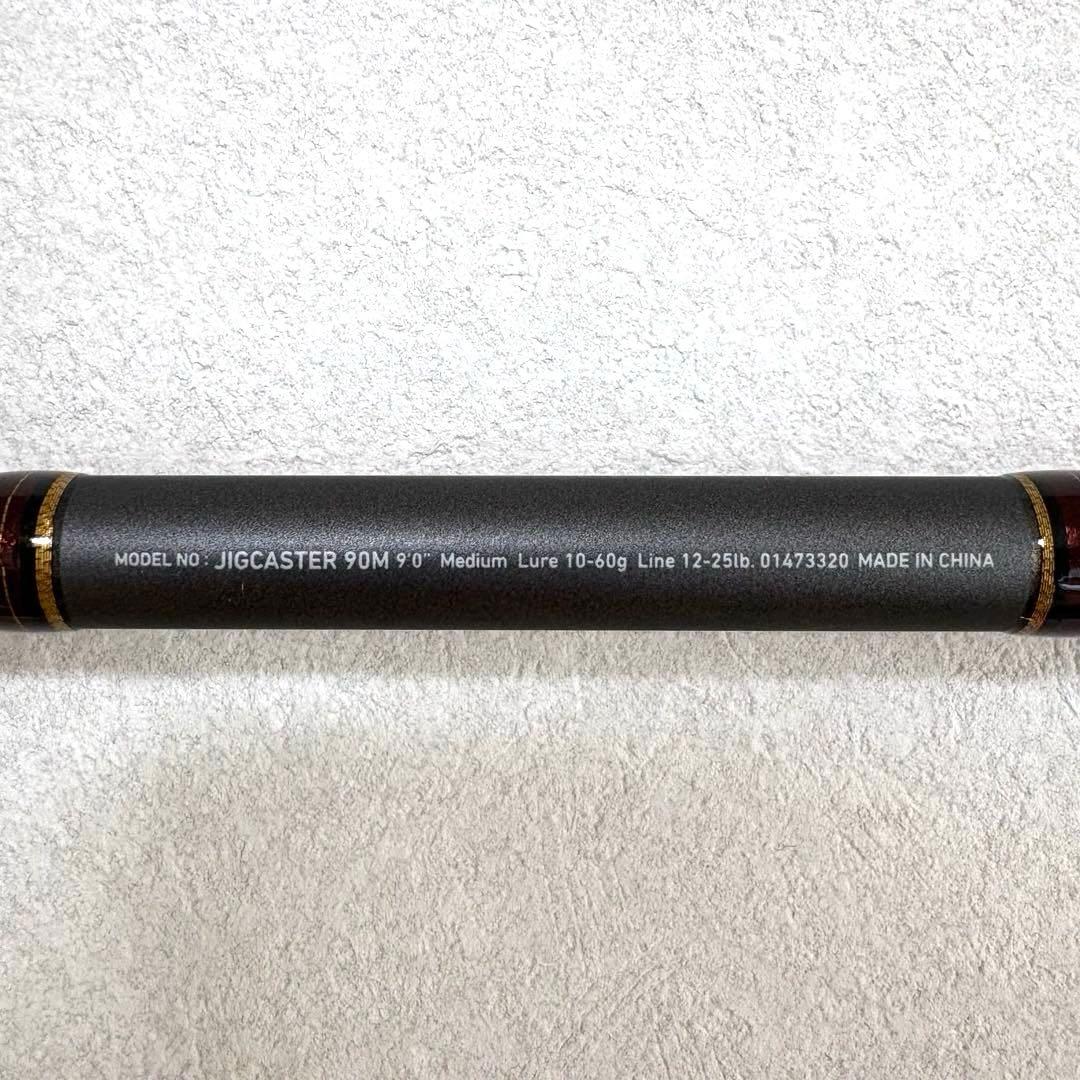 MODEL NO : JIGCASTER 90M 9'0" Medium Lure 10-60g Line 12-25lb. 01473320 MADE IN CHINA